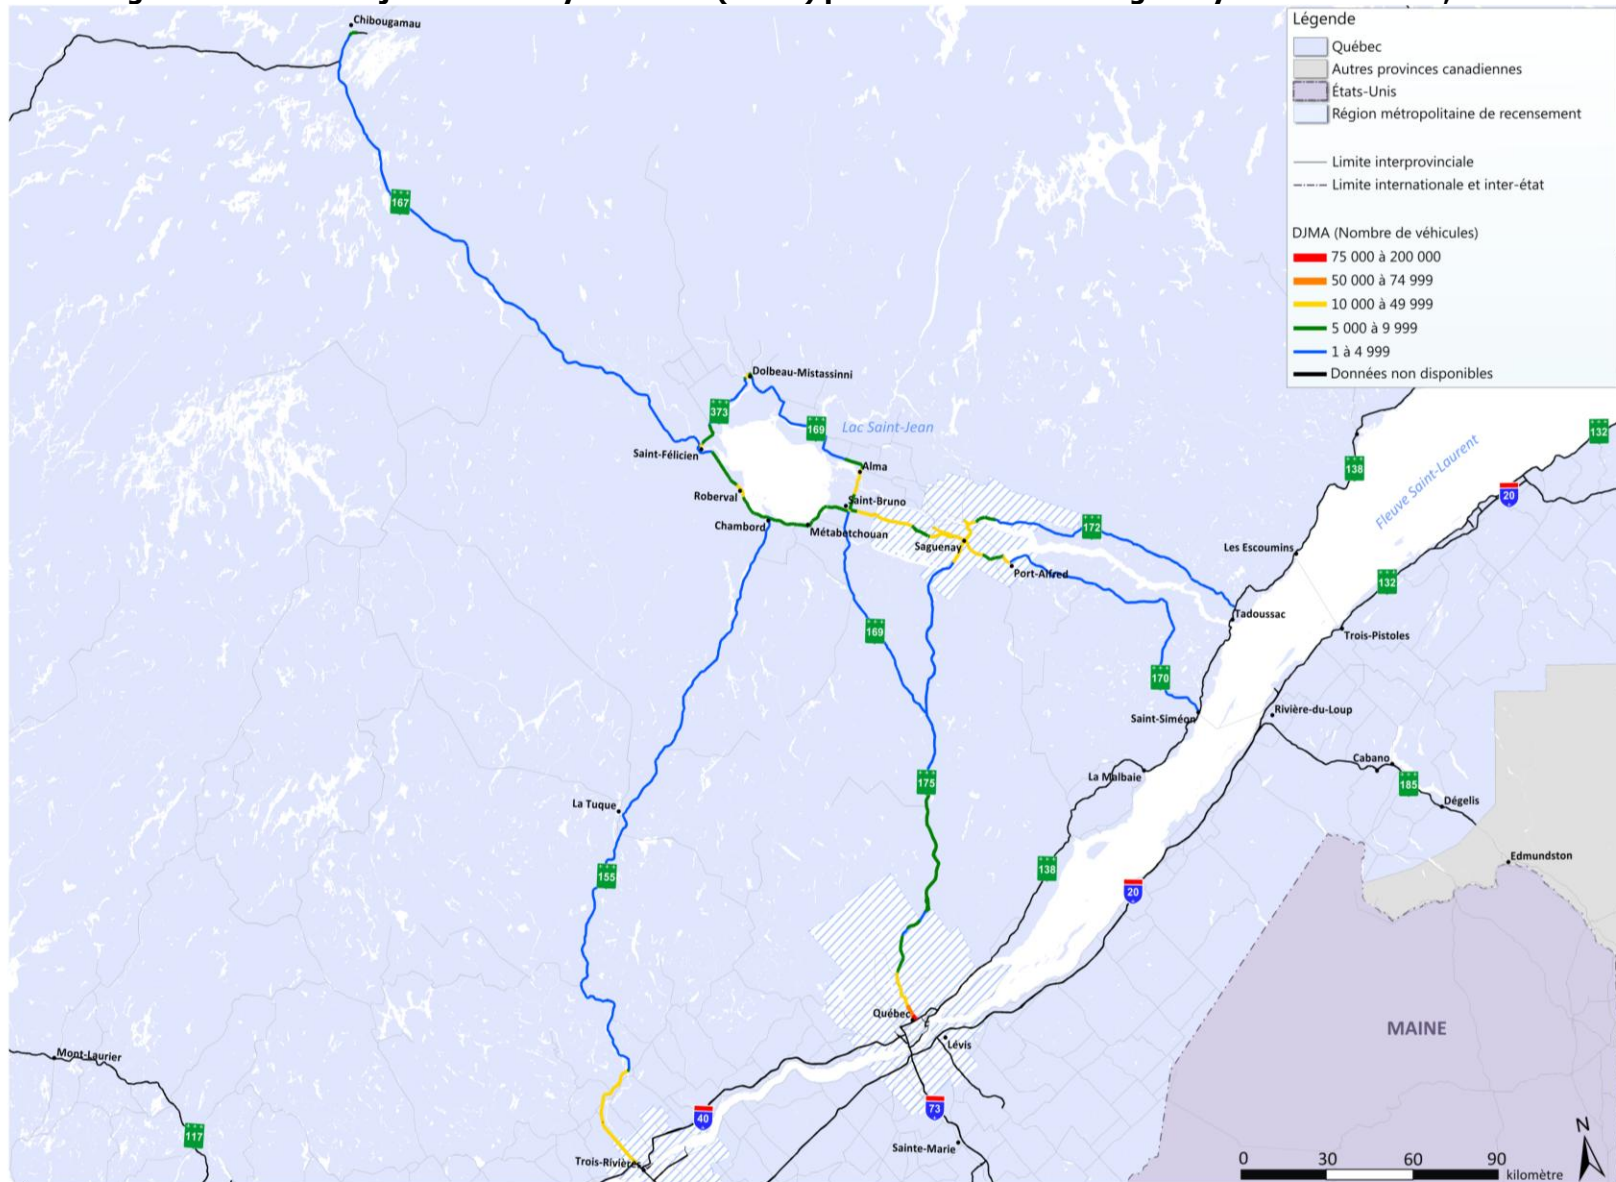 Chibougamau
Légende
Québec
Autres provinces canadiennes
États-Unis
Région métropolitaine de recensement
Limite interprovinciale
Limite internationale et inter-état
DJMA (Nombre de véhicules)
75 000 à 200 000
50 000 à 74 999
10 000 à 49 999
5 000 à 9 999
1 à 4 999
Données non disponibles
167
Dolbeau-Mistassinni
373
169
Lac Saint-Jean
132
Saint-Félicien
Alma
138
Fleuve Saint-Laurent
20
Roberval
Saint-Bruno
Chambord
Métabetchouan
172
Saguenay
Les Escoumins
Port-Alfred
132
Tadoussac
169
Trois-Pistoles
170
Saint-Siméon
Rivière-du-Loup
La Malbaie
Cabano
175
185
La Tuque
Dégelis
155
138
20
Edmundston
Québec
MAINE
Lévis
Mont-Laurier
40
73
117
Sainte-Marie
N
Trois-Rivières
0 30 60 90
kilomètre